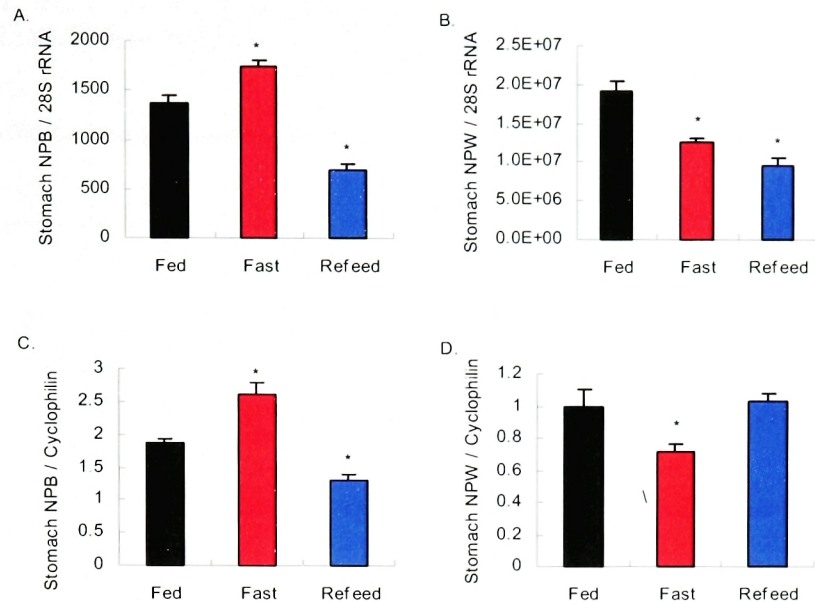 A.
Stomach NPB / 28S rRNA
2000
1500
1000
500
0
*
*
Fed Fast Refeed
B.
Stomach NPW / 28S rRNA
2.5E+07
2.0E+07
1.5E+07
1.0E+07
5.0E+06
0.0E+00
*
*
Fed Fast Refeed
C.
Stomach NPB / Cyclophilin
3
2.5
2
1.5
1
0.5
0
*
*
Fed Fast Refeed
D.
Stomach NPW / Cyclophilin
1.2
1
0.8
0.6
0.4
0.2
0
*
\
Fed Fast Refeed